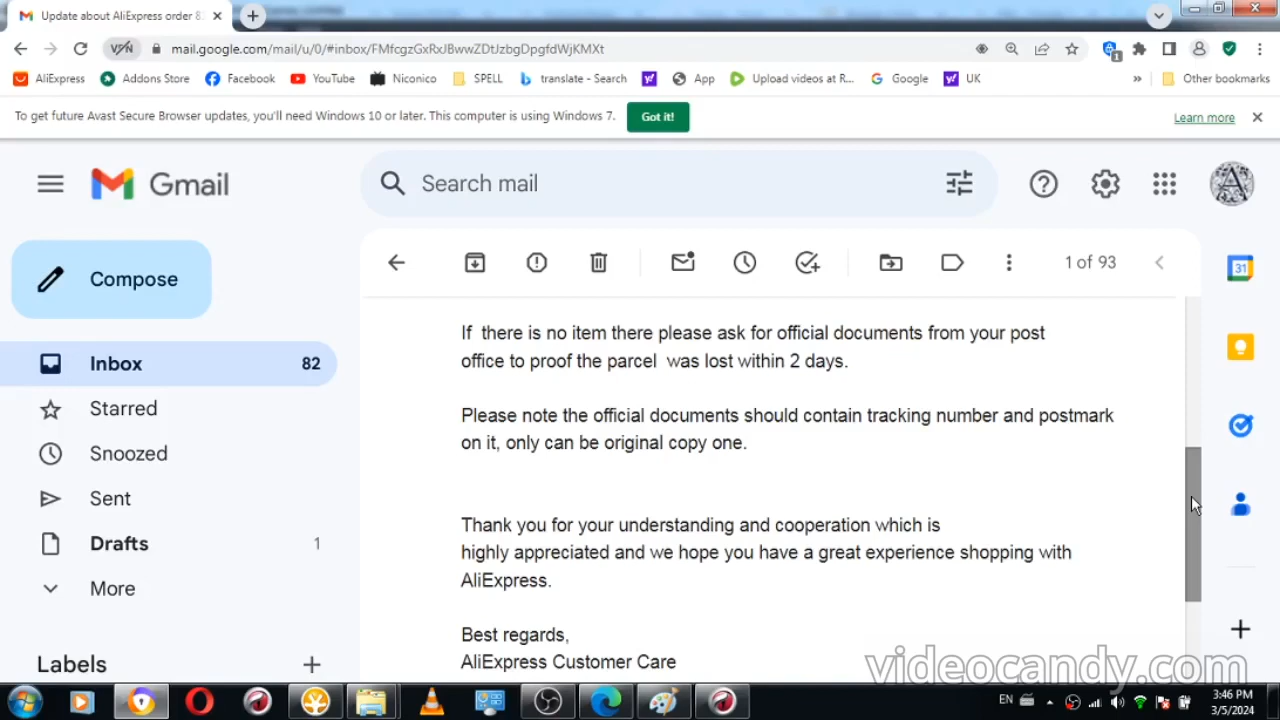 Update about AliExpress order 8
mail.google.com/mail/u/0/#inbox/FMfcgzGxRxJBwwZDtJzbgDpgfdWjKMXt
1
AliExpress Addons Store Facebook YouTube Niconico SPELL translate - Search App Upload videos at R... Google UK » Other bookmarks
To get future Avast Secure Browser updates, you'll need Windows 10 or later. This computer is using Windows 7. Got it! Learn more
Gmail Search mail
Compose
1 of 93
31
Inbox 82
Starred
Snoozed
Sent
Drafts 1
More
Labels
If there is no item there please ask for official documents from your post
office to proof the parcel was lost within 2 days.
Please note the official documents should contain tracking number and postmark
on it, only can be original copy one.
Thank you for your understanding and cooperation which is
highly appreciated and we hope you have a great experience shopping with
AliExpress.
Best regards,
AliExpress Customer Care
videocandy.com
EN 3:46 PM
3/5/2024